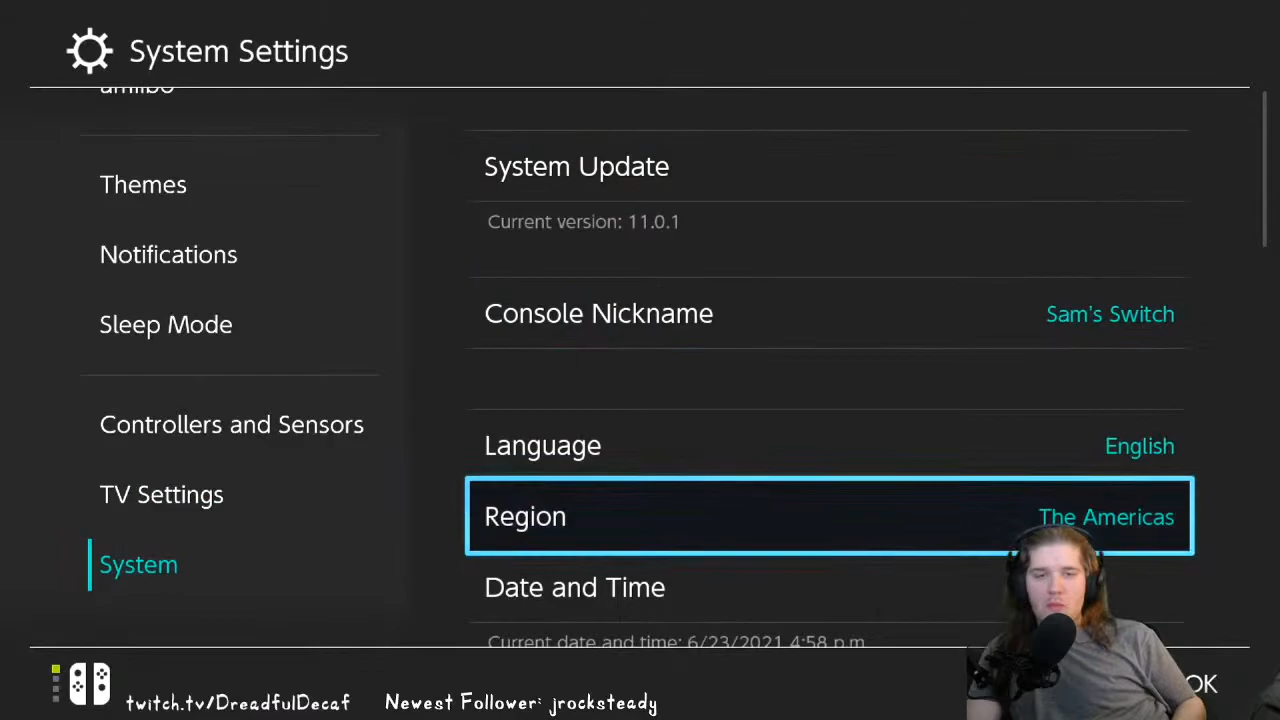 System Settings
amiibo
Themes
Notifications
Sleep Mode
Controllers and Sensors
TV Settings
System
System Update
Current version: 11.0.1
Console Nickname
Sam's Switch
Language
English
Region
The Americas
Date and Time
Current date and time: 6/23/2021 4:58 p.m.
twitch.tv/DreadfulDecaf
Newest Follower: jrocksteady
OK